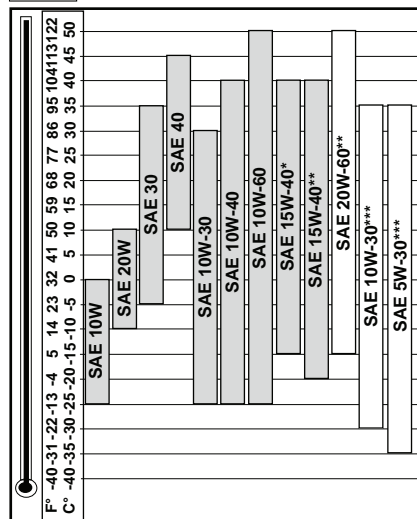 F° -40 -31 -22 -13 -4 5 14 23 32 41 50 59 68 77 86 95 104 113 122
C° -40 -35 -30 -25 -20 -15 -10 -5 0 5 10 15 20 25 30 35 40 45 50
SAE 10W
SAE 20W
SAE 30
SAE 40
SAE 10W-30
SAE 10W-40
SAE 10W-60
SAE 15W-40*
SAE 15W-40**
SAE 20W-60**
SAE 10W-30***
SAE 5W-30***